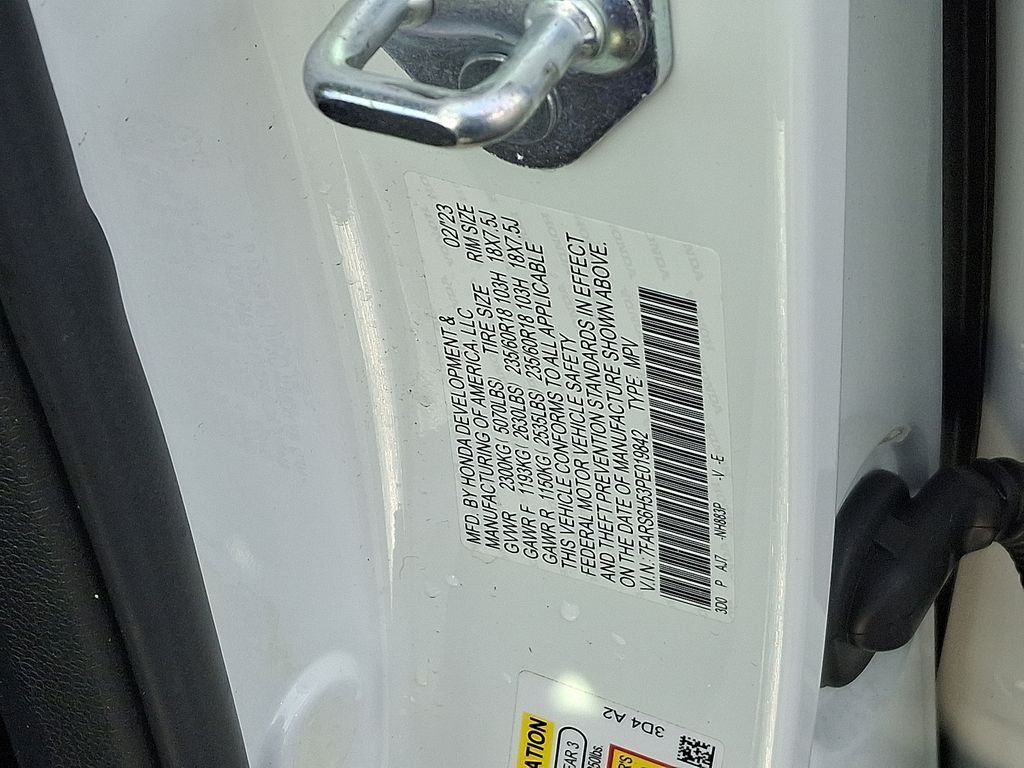 MFD. BY HONDA DEVELOPMENT & 02/23
MANUFACTURING OF AMERICA, LLC
GVWR 2300KG ( 5070LBS) TIRE SIZE RIM SIZE
GAWR F 1193KG ( 2630LBS) 235/60R18 103H 18X7.5J
GAWR R 1150KG ( 2535LBS) 235/60R18 103H 18X7.5J
THIS VEHICLE CONFORMS TO ALL APPLICABLE
FEDERAL MOTOR VEHICLE SAFETY
AND THEFT PREVENTION STANDARDS IN EFFECT
ON THE DATE OF MANUFACTURE SHOWN ABOVE.
V.I.N. 7FARS6H53PE019842 TYPE MPV
3D0 P AJ7 -NH883P -V -E
3D4 A2